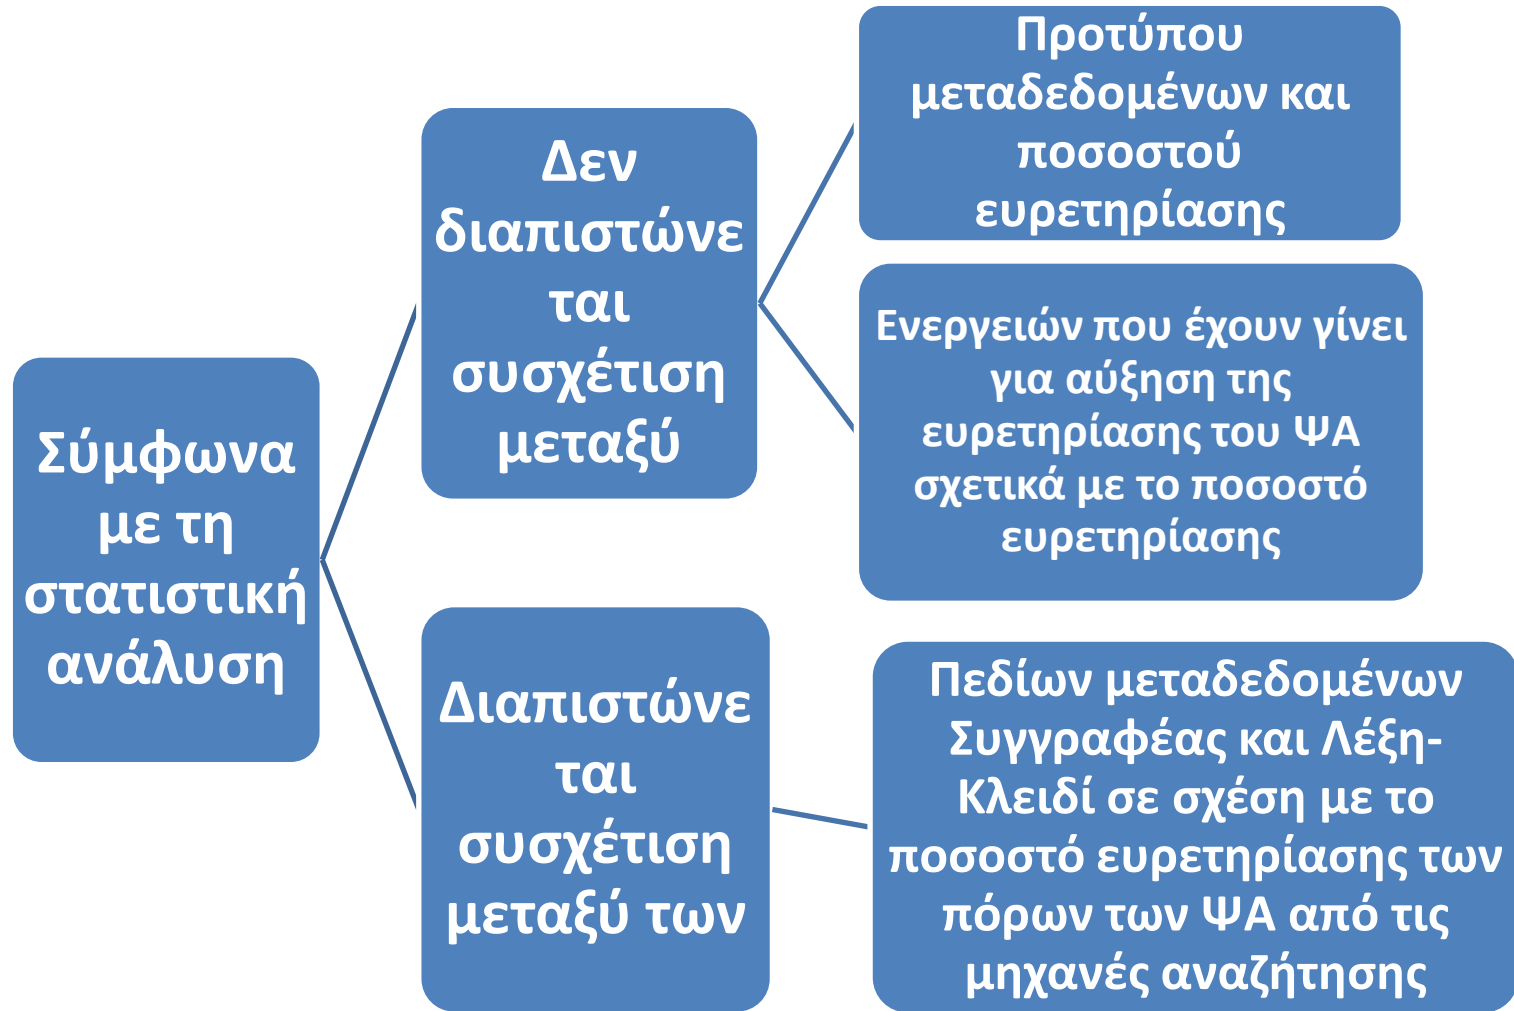 Σύμφωνα
με τη
στατιστική
ανάλυση
Δεν
διαπιστώνε
ται
συσχέτιση
μεταξύ
Προτύπου
μεταδεδομένων και
ποσοστού
ευρετηρίασης
Ενεργειών που έχουν γίνει
για αύξηση της
ευρετηρίασης του ΨΑ
σχετικά με το ποσοστό
ευρετηρίασης
Διαπιστώνε
ται
συσχέτιση
μεταξύ των
Πεδίων μεταδεδομένων
Συγγραφέας και Λέξη-
Κλειδί σε σχέση με το
ποσοστό ευρετηρίασης των
πόρων των ΨΑ από τις
μηχανές αναζήτησης